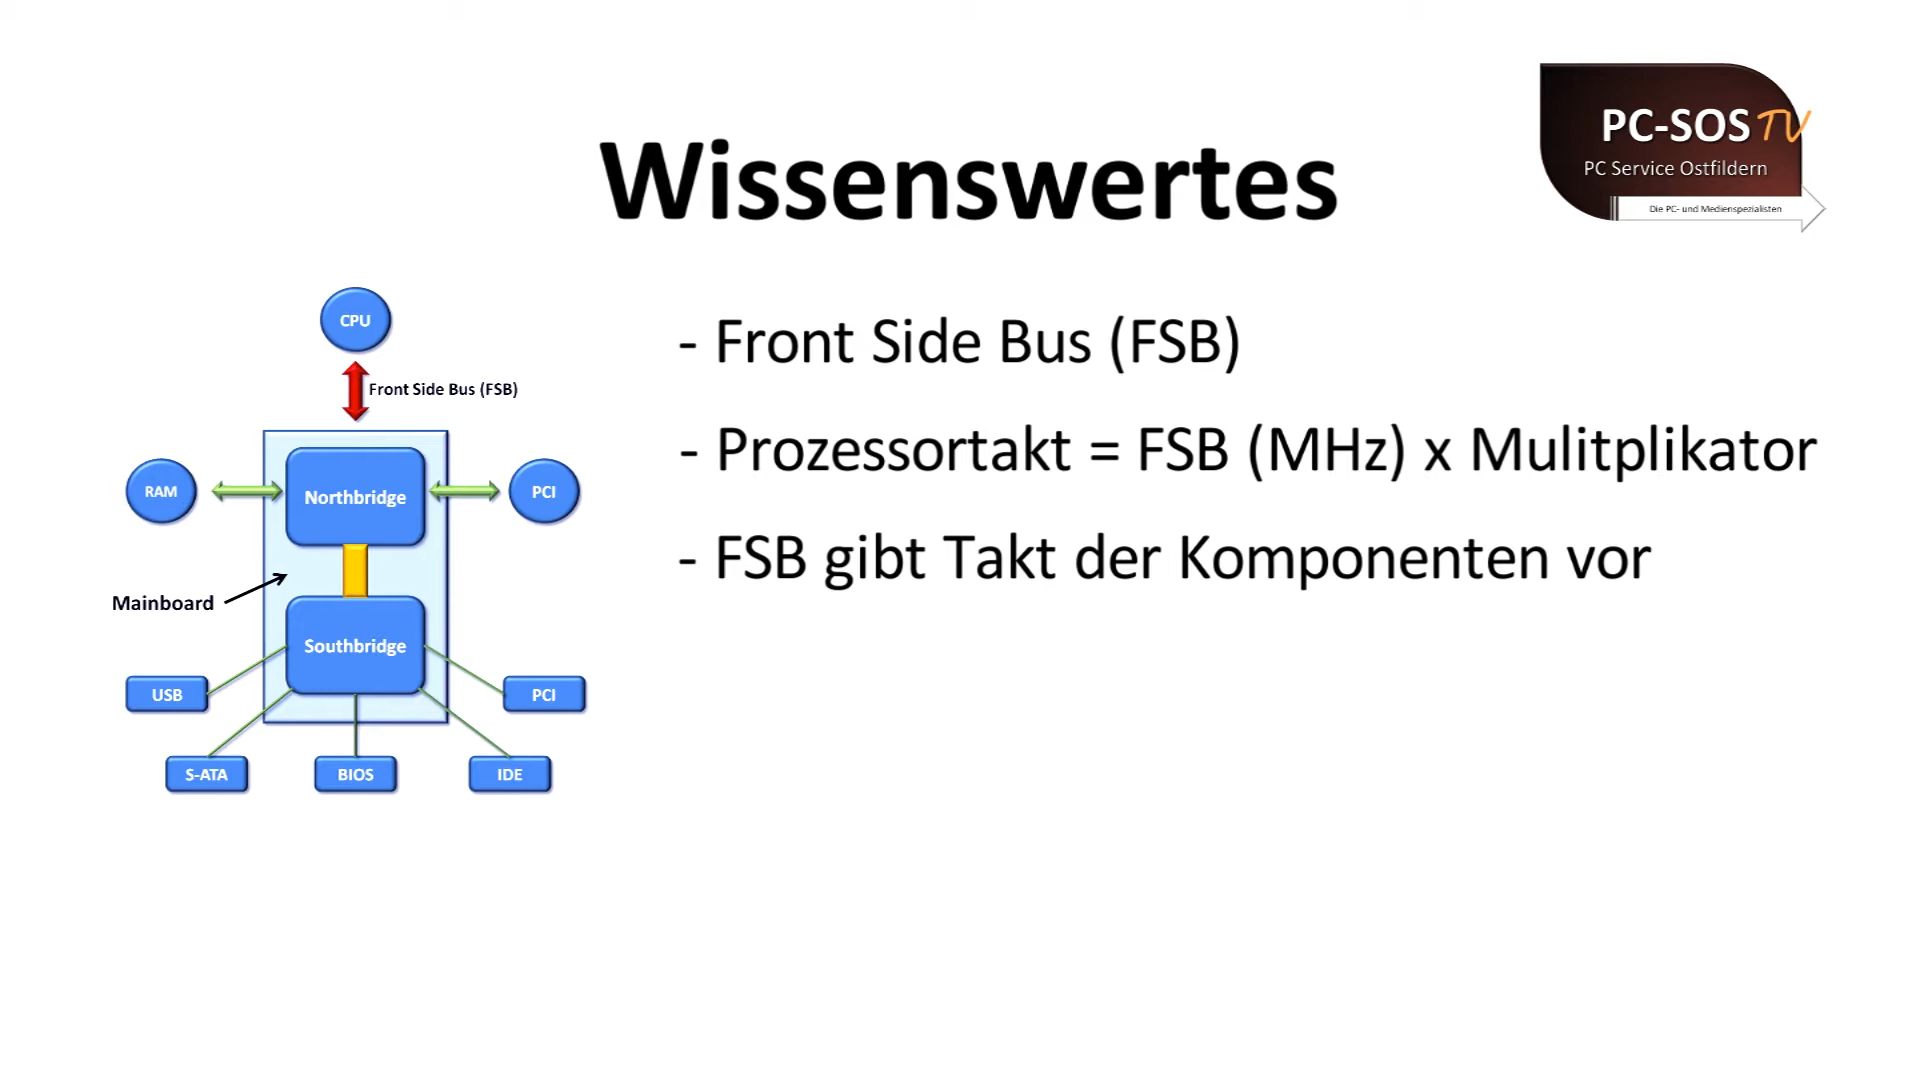 PC-SOS TV
PC Service Ostfildern
Die PC- und Medienspezialisten
Wissenswertes
CPU
Front Side Bus (FSB)
RAM
Northbridge
PCI
Mainboard
Southbridge
USB
PCI
S-ATA
BIOS
IDE
- Front Side Bus (FSB)
- Prozessortakt = FSB (MHz) x Mulitplikator
- FSB gibt Takt der Komponenten vor